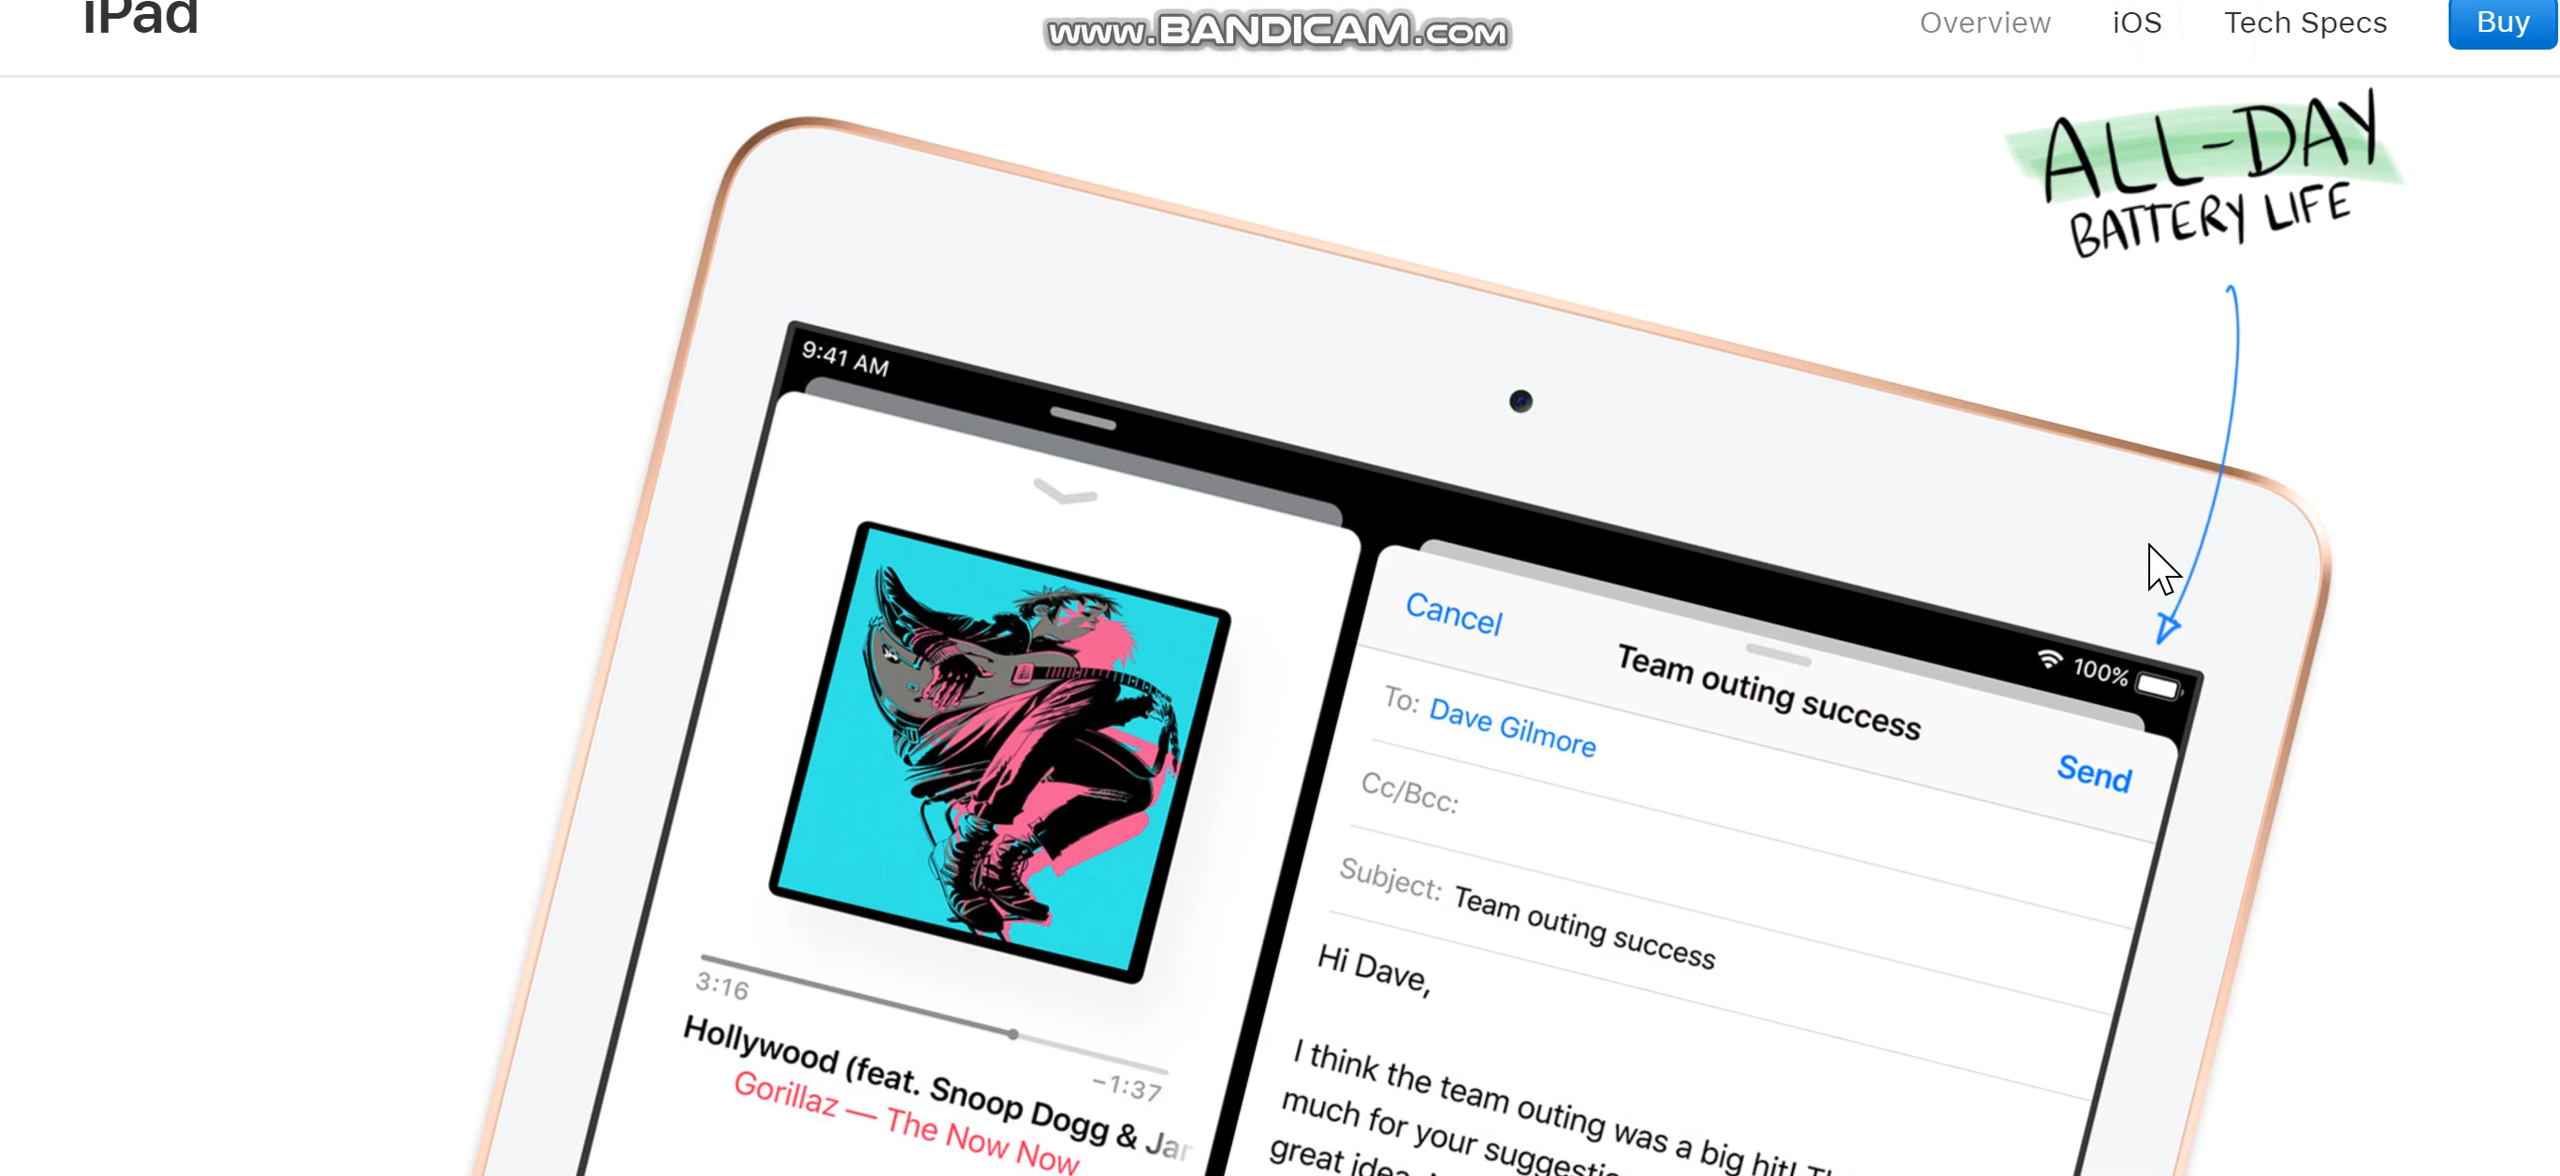 iPad
www.BANDICAM.com
Overview
iOS
Tech Specs
Buy
ALL-DAY
BATTERY LIFE
9:41 AM
100%
3:16
-1:37
Hollywood (feat. Snoop Dogg &
Gorillaz — The Now Now
Cancel
Team outing success
Send
To: Dave Gilmore
Cc/Bcc:
Subject: Team outing success
Hi Dave,
I think the team outing was a big hit!
much for your
great